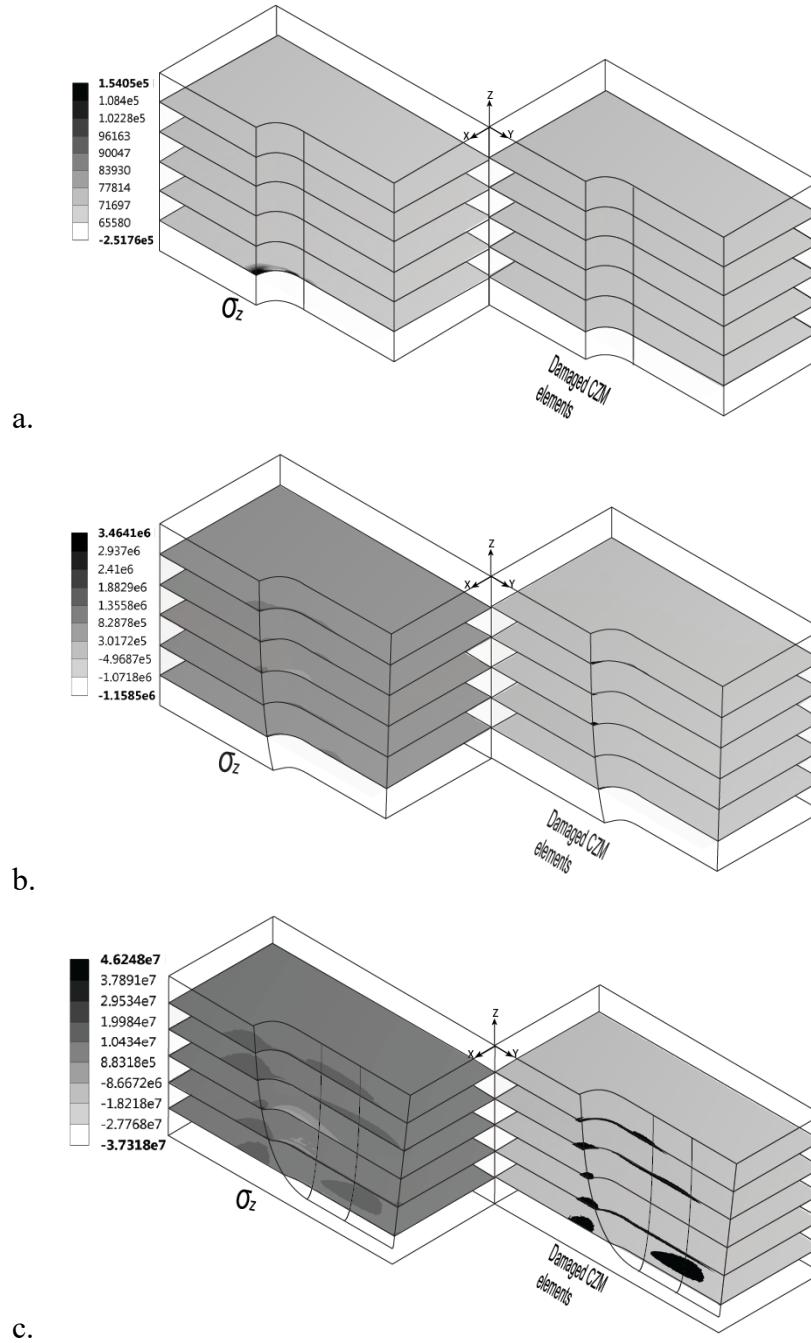 1.5405e5
1.084e5
1.0228e5
96163
90047
83930
77814
71697
65580
-2.5176e5
Z
X
Y
σz
Damaged CZM
elements
a.
3.4641e6
2.937e6
2.41e6
1.8829e6
1.3558e6
8.2878e5
3.0172e5
-4.9687e5
-1.0718e6
-1.1585e6
Z
X
Y
σz
Damaged CZM
elements
b.
4.6248e7
3.7891e7
2.9534e7
1.9984e7
1.0434e7
8.8318e5
-8.6672e6
-1.8218e7
-2.7768e7
-3.7318e7
Z
X
Y
σz
Damaged CZM
elements
c.